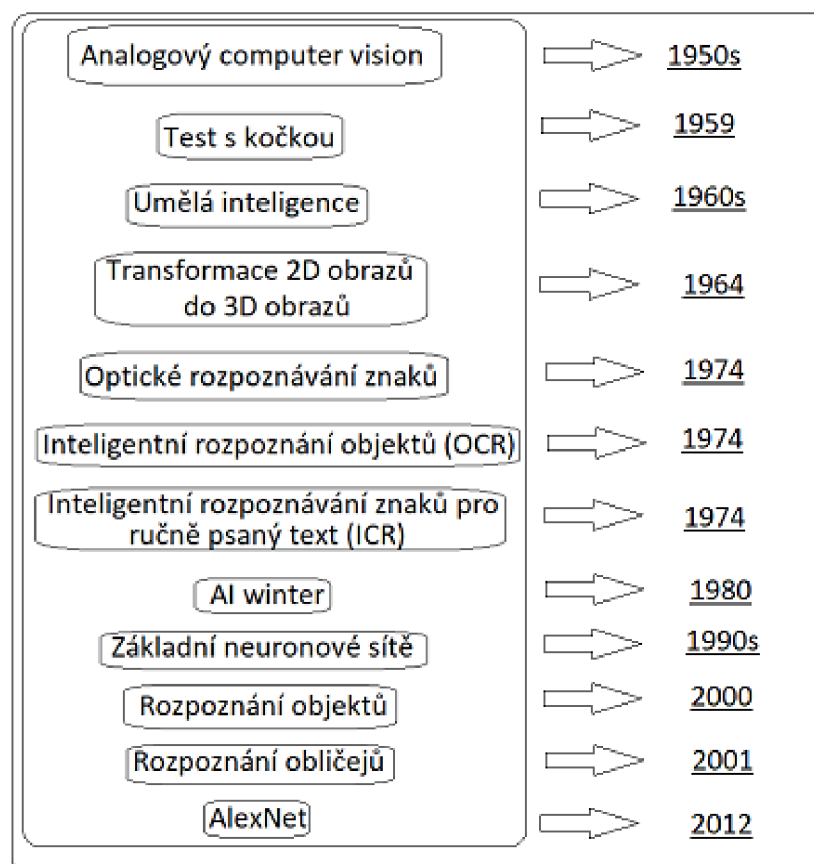 Analogový computer vision 1950s
Test s kočkou 1959
Umělá inteligence 1960s
Transformace 2D obrazů
do 3D obrazů 1964
Optické rozpoznávání znaků 1974
Inteligentní rozpoznání objektů (OCR) 1974
Inteligentní rozpoznávání znaků pro
ručně psaný text (ICR) 1974
AI winter 1980
Základní neuronové sítě 1990s
Rozpoznání objektů 2000
Rozpoznání obličejů 2001
AlexNet 2012